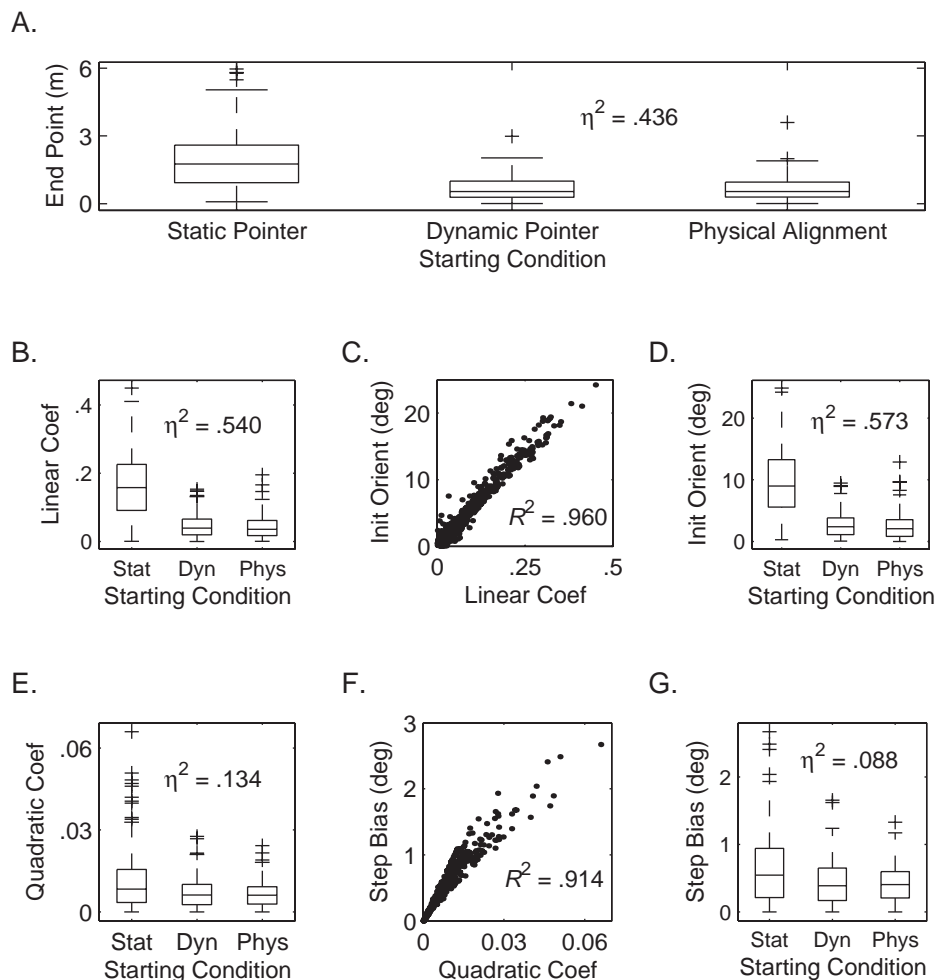 A.
End Point (m)
6
3
0
η² = .436
Static Pointer
Dynamic Pointer
Physical Alignment
Starting Condition
B.
Linear Coef
.4
.2
0
η² = .540
Stat Dyn Phys
Starting Condition
C.
Init Orient (deg)
20
10
0
R² = .960
0 .25 .5
Linear Coef
D.
Init Orient (deg)
20
10
0
η² = .573
Stat Dyn Phys
Starting Condition
E.
Quadratic Coef
.06
.03
0
η² = .134
Stat Dyn Phys
Starting Condition
F.
Step Bias (deg)
3
2
1
0
R² = .914
0 0.03 0.06
Quadratic Coef
G.
Step Bias (deg)
2
1
0
η² = .088
Stat Dyn Phys
Starting Condition